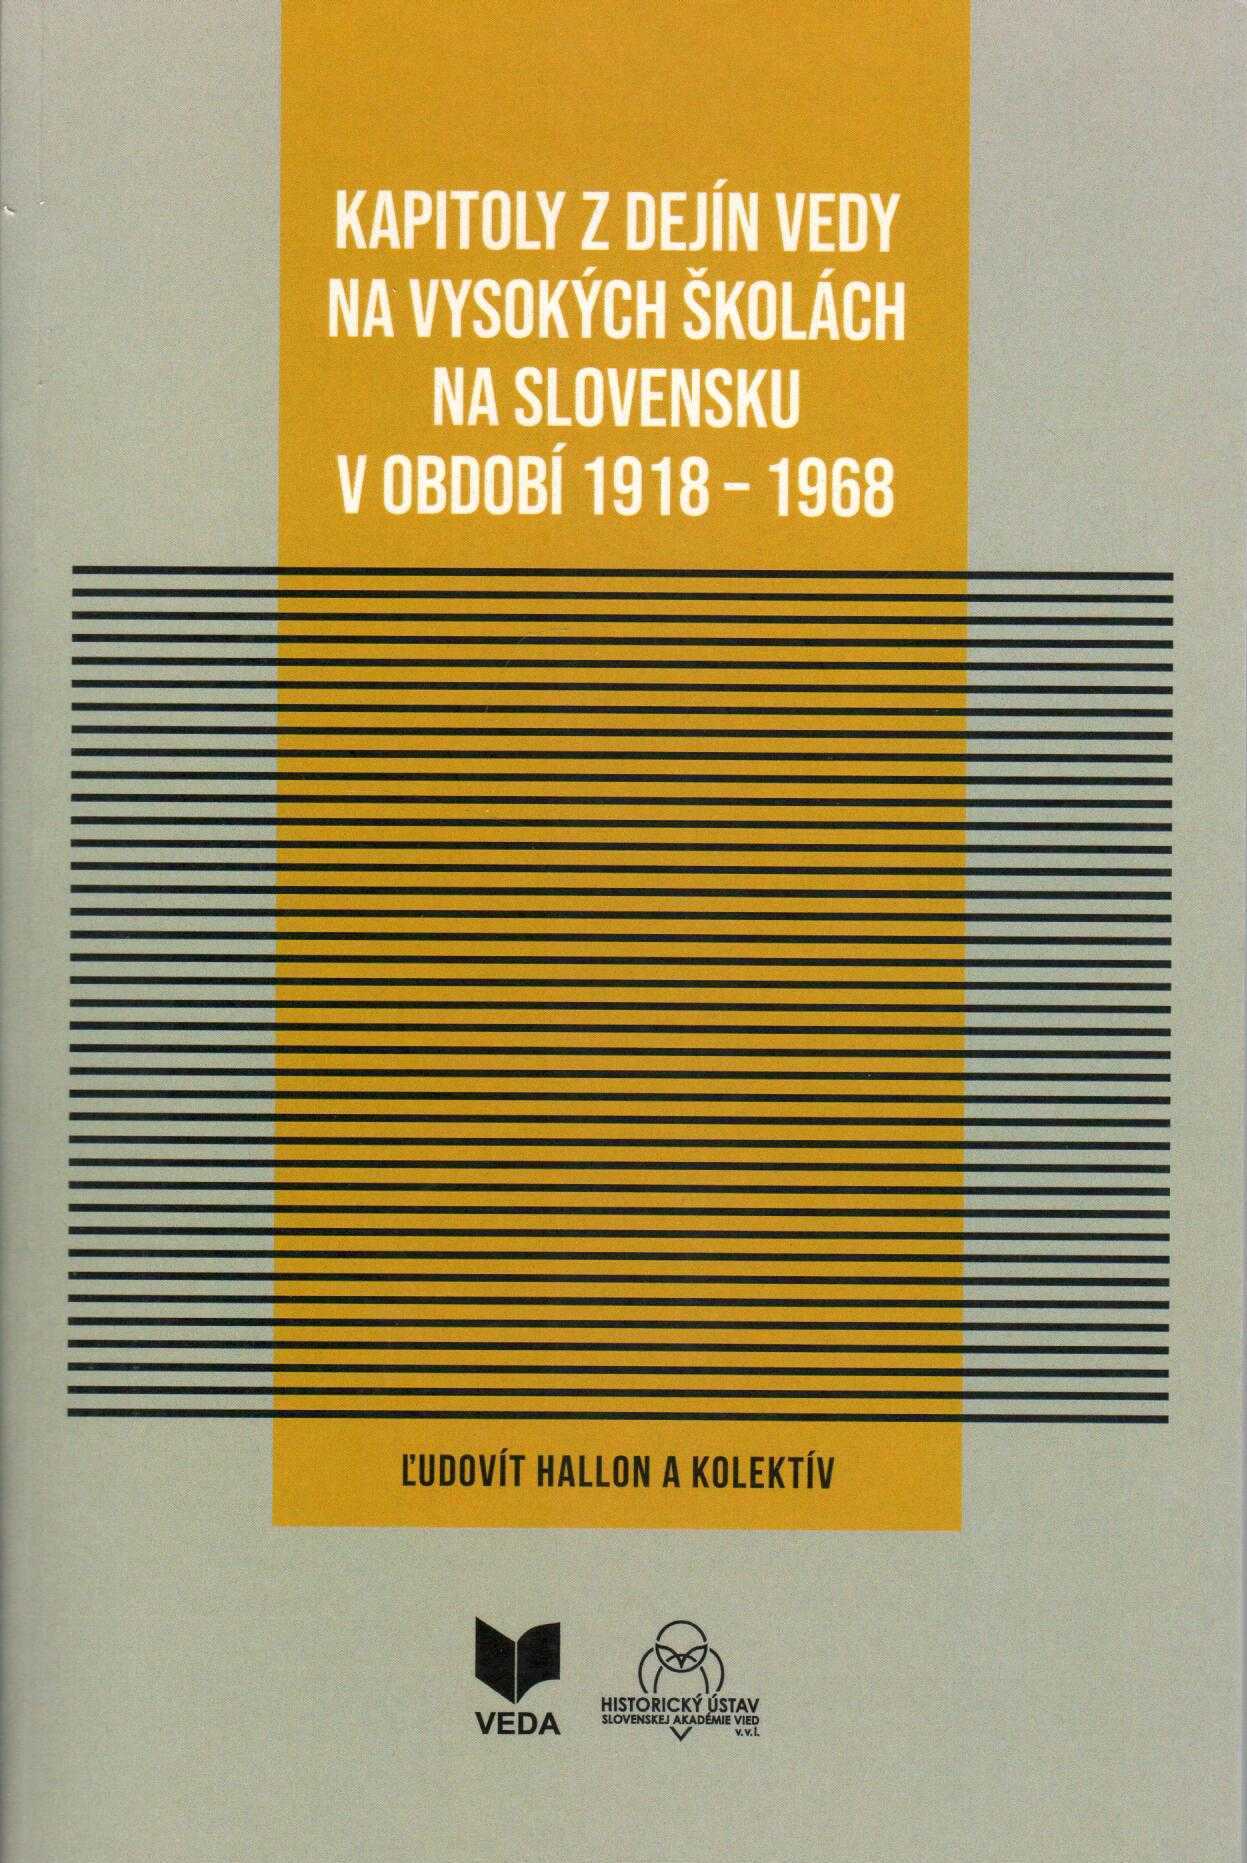 KAPITOLY Z DEJÍN VEDY
NA VYSOKÝCH ŠKOLÁCH
NA SLOVENSKU
V OBDOBÍ 1918 – 1968
ĽUDOVÍT HALLON A KOLEKTÍV
VEDA
HISTORICKÝ ÚSTAV
SLOVENSKEJ AKADÉMIE VIED
v.v.i.